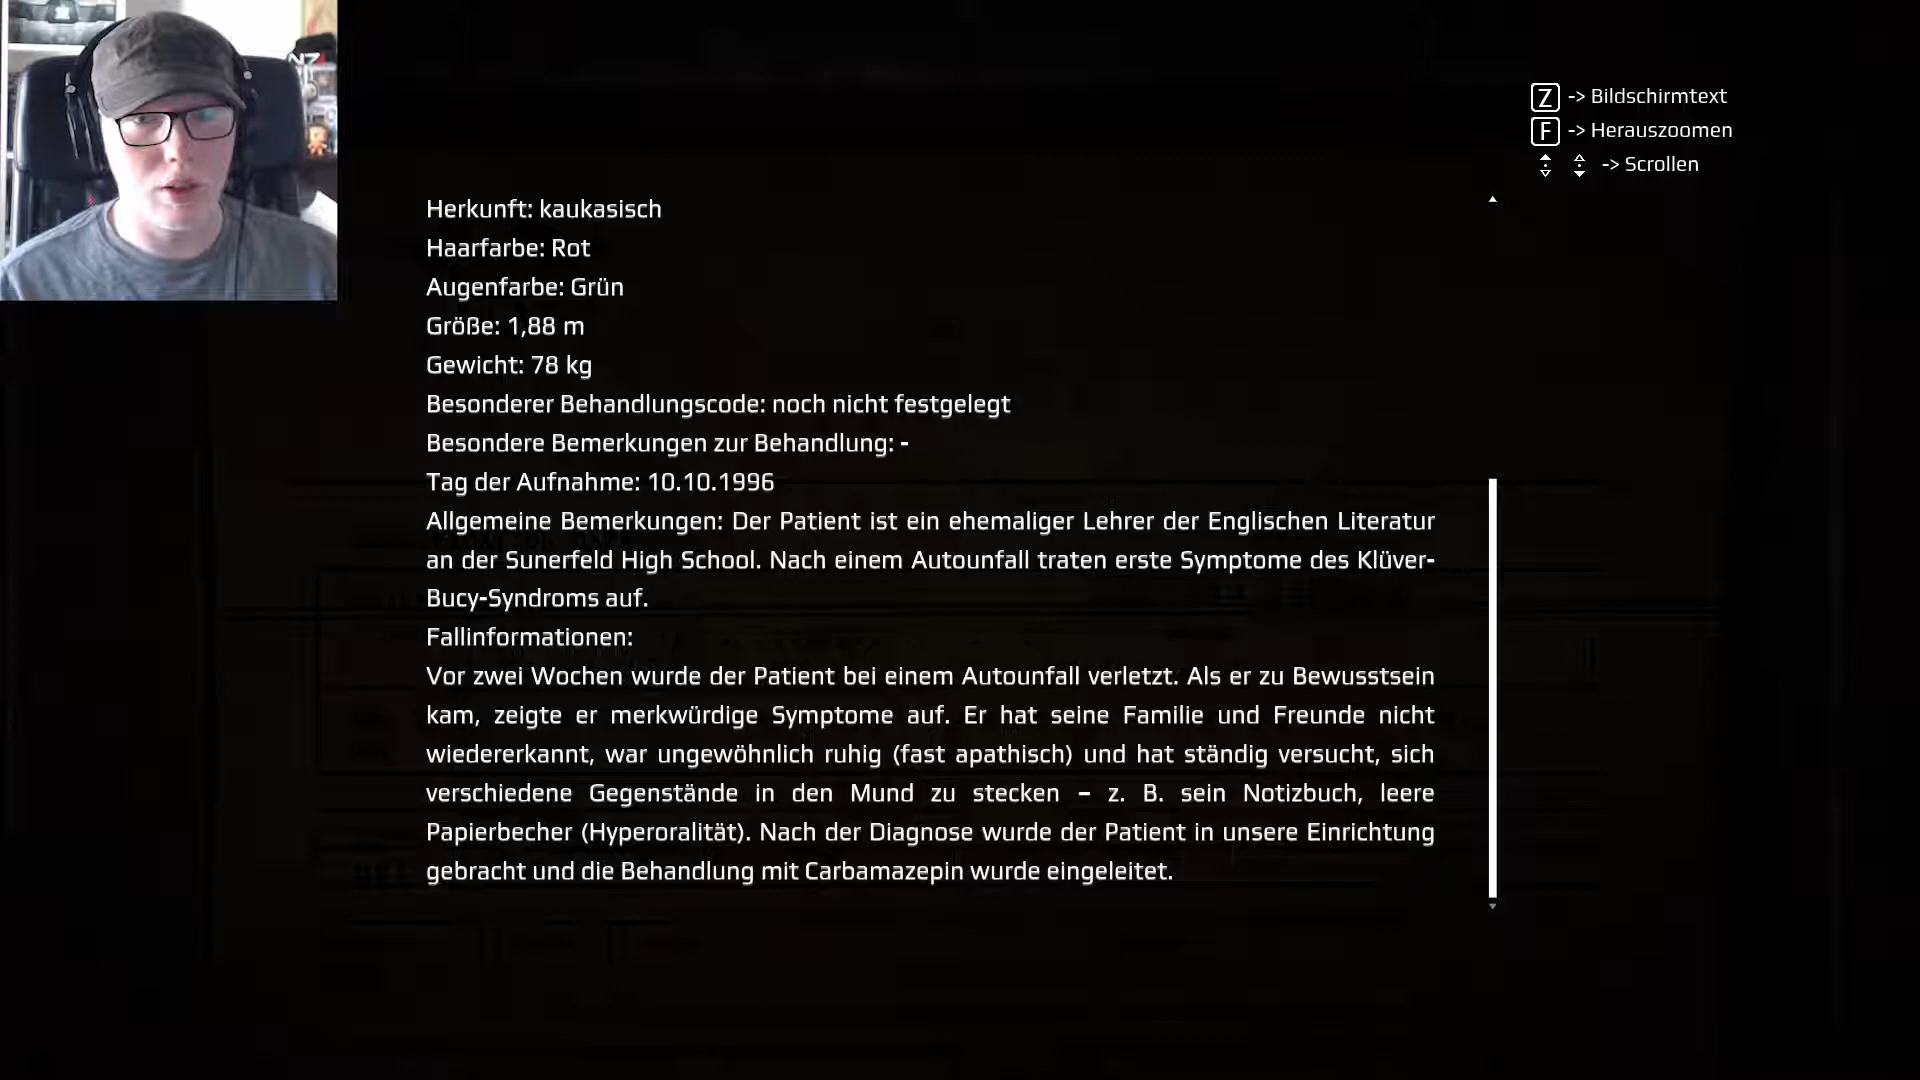 Z -> Bildschirmtext
F -> Herauszoomen
-> Scrollen
Herkunft: kaukasisch
Haarfarbe: Rot
Augenfarbe: Grün
Größe: 1,88 m
Gewicht: 78 kg
Besonderer Behandlungscode: noch nicht festgelegt
Besondere Bemerkungen zur Behandlung: -
Tag der Aufnahme: 10.10.1996
Allgemeine Bemerkungen: Der Patient ist ein ehemaliger Lehrer der Englischen Literatur
an der Sunerfeld High School. Nach einem Autounfall traten erste Symptome des Klüver-
Bucy-Syndroms auf.
Fallinformationen:
Vor zwei Wochen wurde der Patient bei einem Autounfall verletzt. Als er zu Bewusstsein
kam, zeigte er merkwürdige Symptome auf. Er hat seine Familie und Freunde nicht
wiedererkannt, war ungewöhnlich ruhig (fast apathisch) und hat ständig versucht, sich
verschiedene Gegenstände in den Mund zu stecken – z. B. sein Notizbuch, leere
Papierbecher (Hyperoralität). Nach der Diagnose wurde der Patient in unsere Einrichtung
gebracht und die Behandlung mit Carbamazepin wurde eingeleitet.